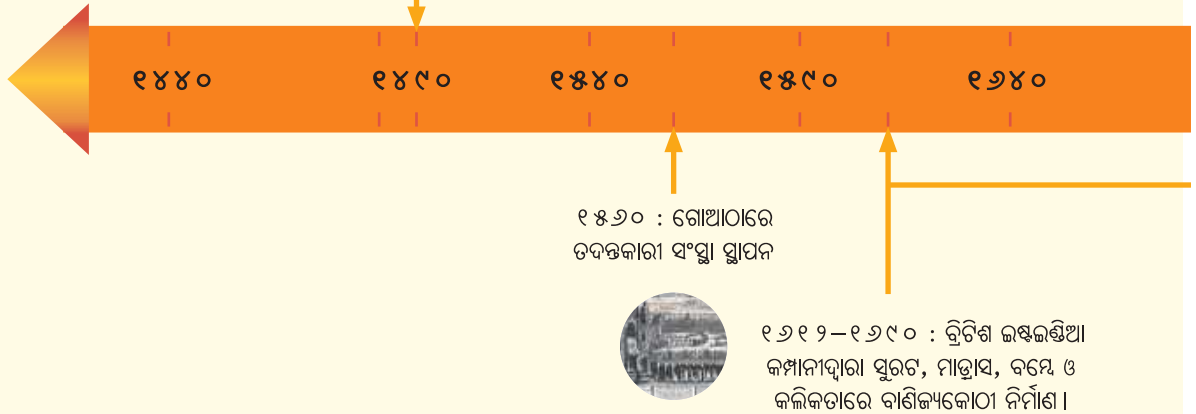 ୧୪୪୦ ୧୪୯୦ ୧୫୪୦ ୧୫୯୦ ୧୬୪୦
୧୫୬୦ : ଗୋଆଠାରେ
ତଦନ୍ତକାରୀ ସଂସ୍ଥା ସ୍ଥାପନ
୧୬୧୨–୧୬୯୦ : ବ୍ରିଟିଶ ଇଷ୍ଟଇଣ୍ଡିଆ
କମ୍ପାନୀଦ୍ୱାରା ସୁରଟ, ମାଡ୍ରାସ, ବମ୍ବେ ଓ
କଲିକତାରେ ବାଣିଜ୍ୟକୋଠୀ ନିର୍ମାଣ।